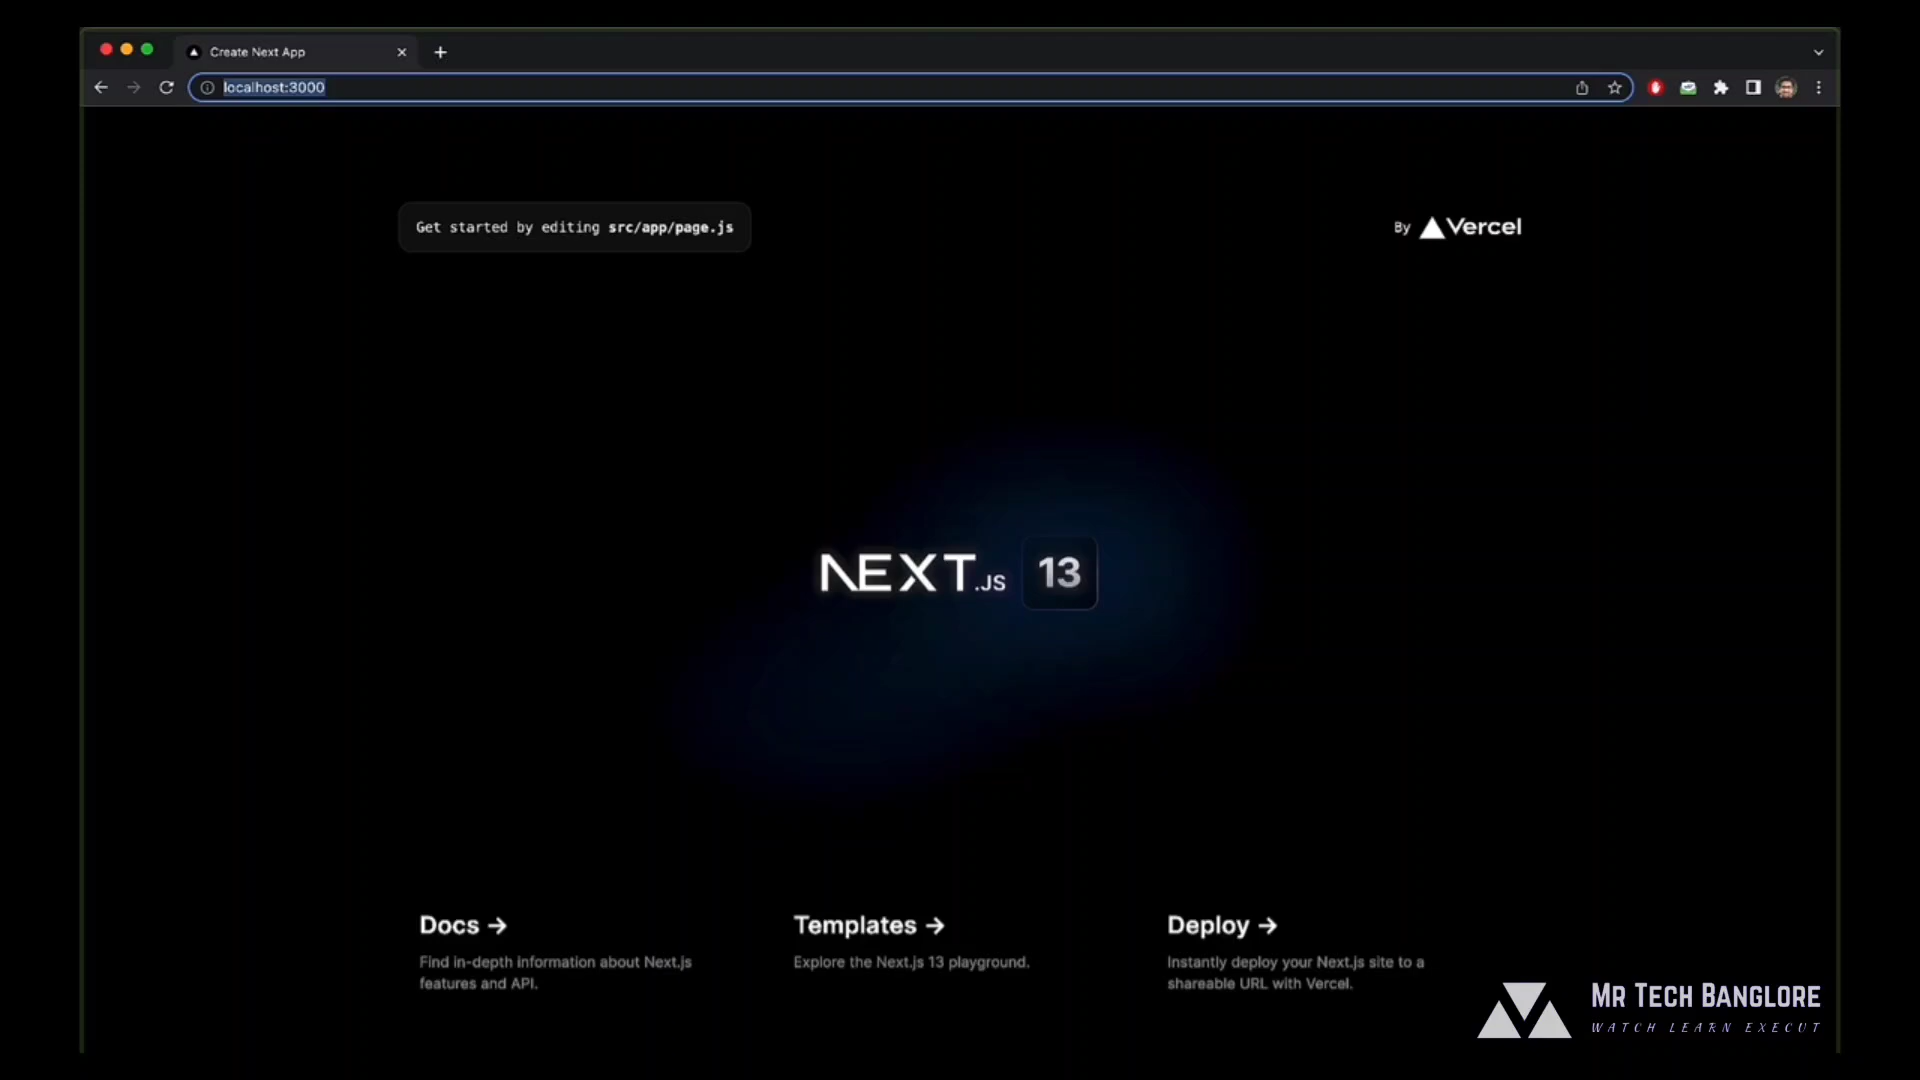 Create Next App
localhost:3000
Get started by editing src/app/page.js
By Vercel
NEXT.JS 13
Docs →
Find in-depth information about Next.js
features and API.
Templates →
Explore the Next.js 13 playground.
Deploy →
Instantly deploy your Next.js site to a
shareable URL with Vercel.
MR TECH BANGLORE
WATCH LEARN EXECUT